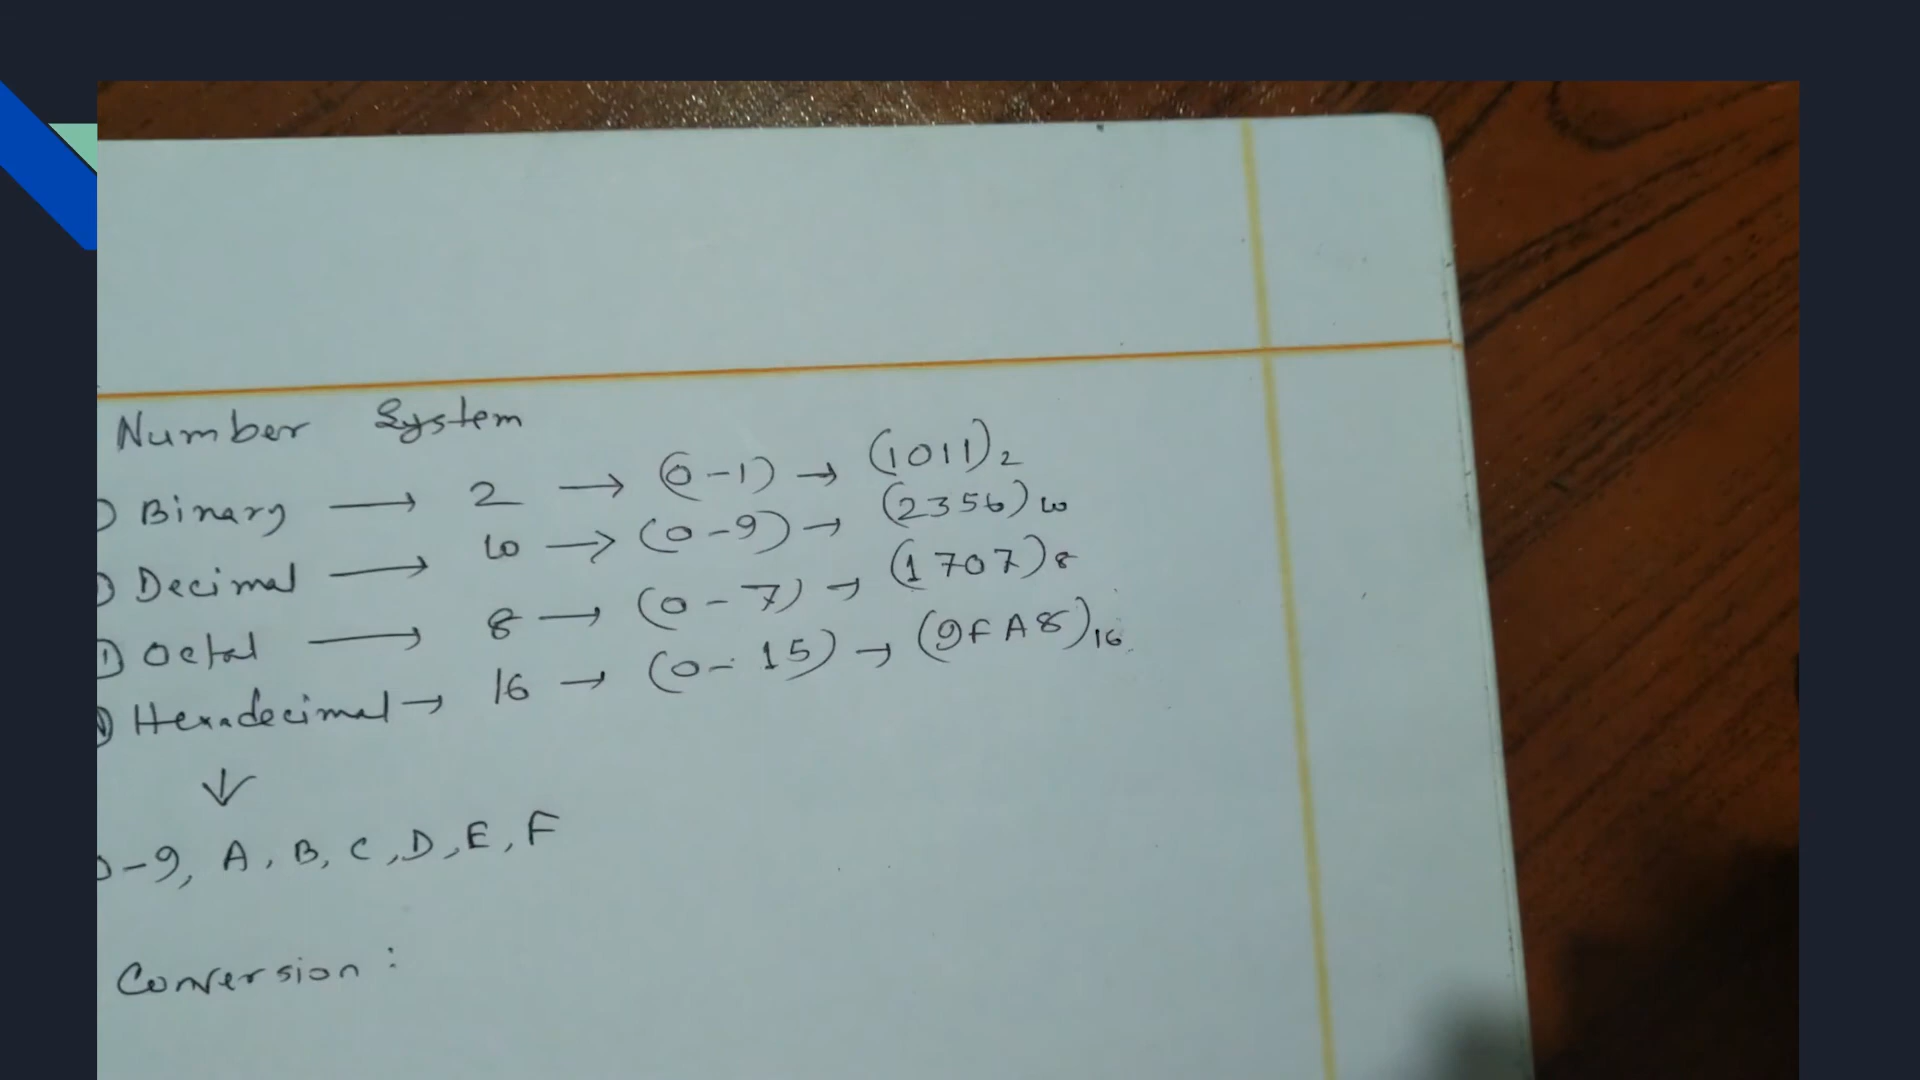 Number System
Binary → 2 → (0-1) → (1011)₂
Decimal → 10 → (0-9) → (2356)₁₀
Octal → 8 → (0-7) → (1707)₈
Hexadecimal → 16 → (0-15) → (9FA8)₁₆
↓
0-9, A, B, C, D, E, F
Conversion: